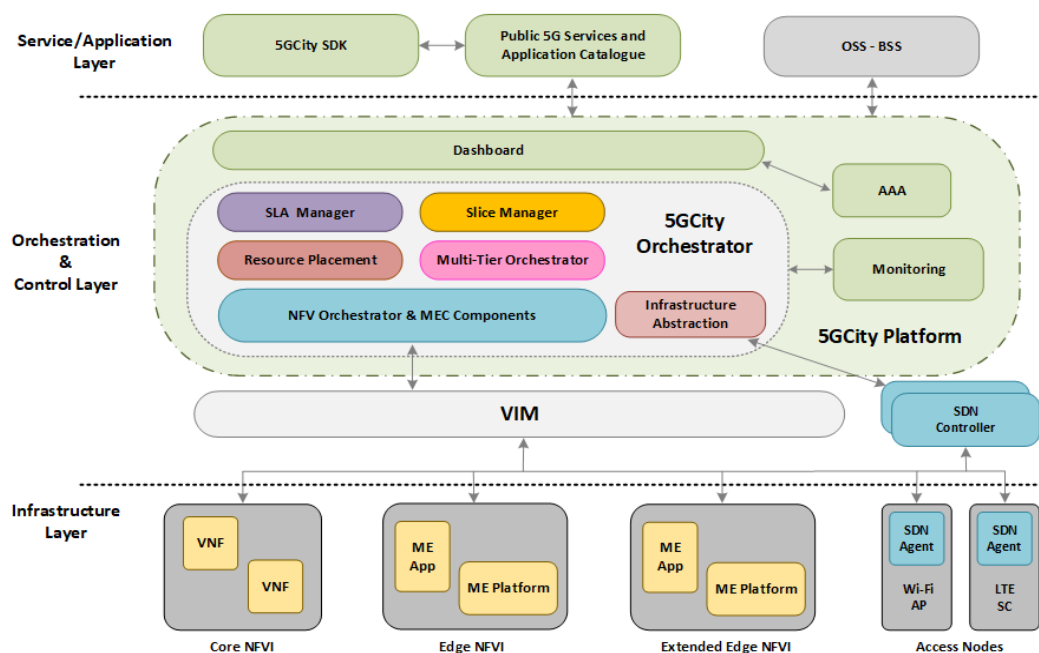 Service/Application
Layer
5GCity SDK
Public 5G Services and
Application Catalogue
OSS - BSS
Orchestration
&
Control Layer
Dashboard
AAA
SLA Manager
Slice Manager
5GCity
Orchestrator
Resource Placement
Multi-Tier Orchestrator
Monitoring
NFV Orchestrator & MEC Components
Infrastructure
Abstraction
5GCity Platform
VIM
SDN
Controller
Infrastructure
Layer
VNF
VNF
ME
App
ME Platform
ME
App
ME Platform
SDN
Agent
Wi-Fi
AP
SDN
Agent
LTE
SC
Core NFVI
Edge NFVI
Extended Edge NFVI
Access Nodes